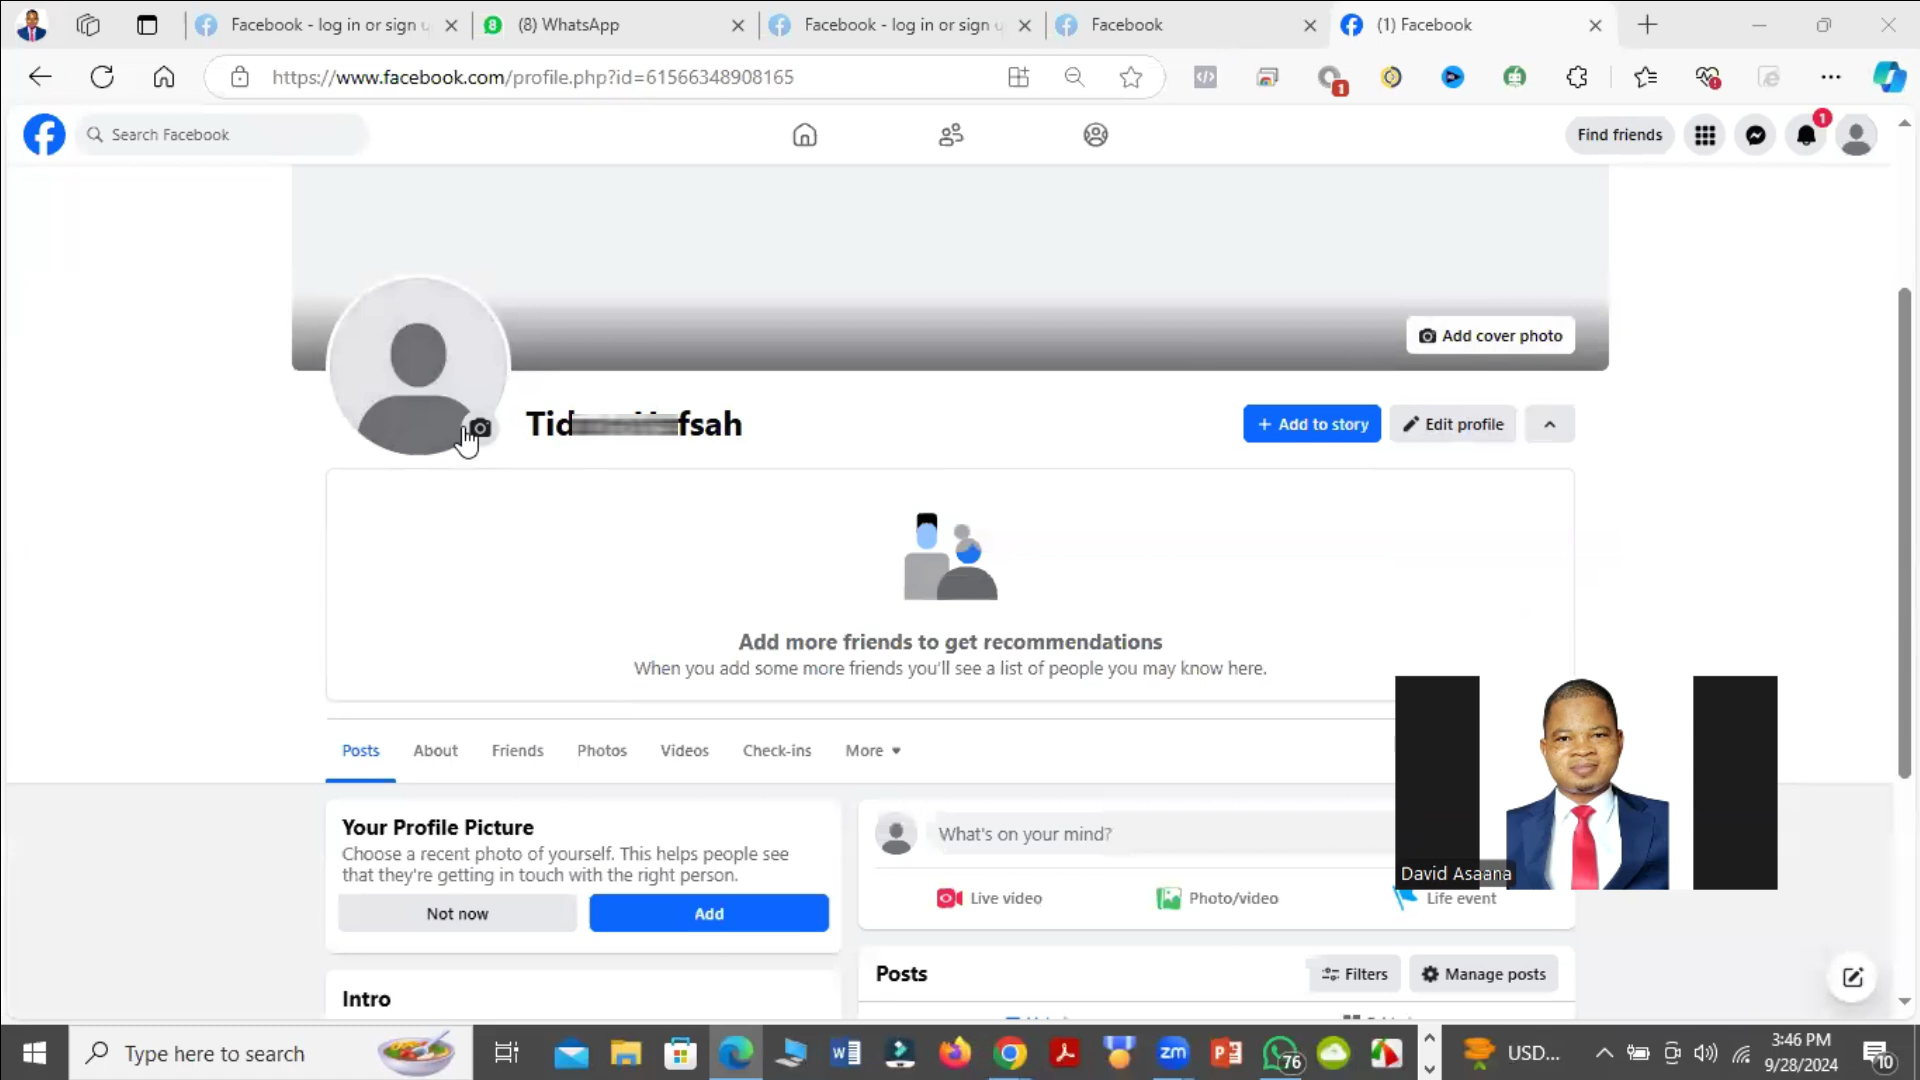 Facebook - log in or sign u
(8) WhatsApp
Facebook - log in or sign u
Facebook
(1) Facebook
https://www.facebook.com/profile.php?id=61566348908165
1
Search Facebook
Find friends
1
Add cover photo
Tid
fsah
+ Add to story
Edit profile
Add more friends to get recommendations
When you add some more friends you'll see a list of people you may know here.
Posts
About
Friends
Photos
Videos
Check-ins
More
Your Profile Picture
Choose a recent photo of yourself. This helps people see
that they're getting in touch with the right person.
Not now
Add
What's on your mind?
Live video
Photo/video
Life event
David Asaana
Posts
Filters
Manage posts
Intro
Type here to search
zm
76
USD...
3:46 PM
9/28/2024
10